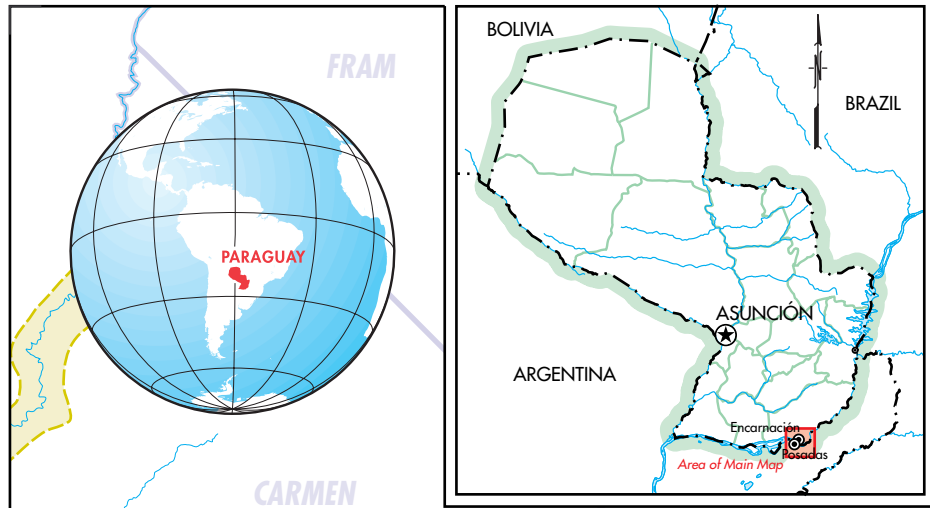 FRAM
PARAGUAY
CARMEN
BOLIVIA
N
BRAZIL
ASUNCIÓN
ARGENTINA
Encarnación
Posadas
Area of Main Map